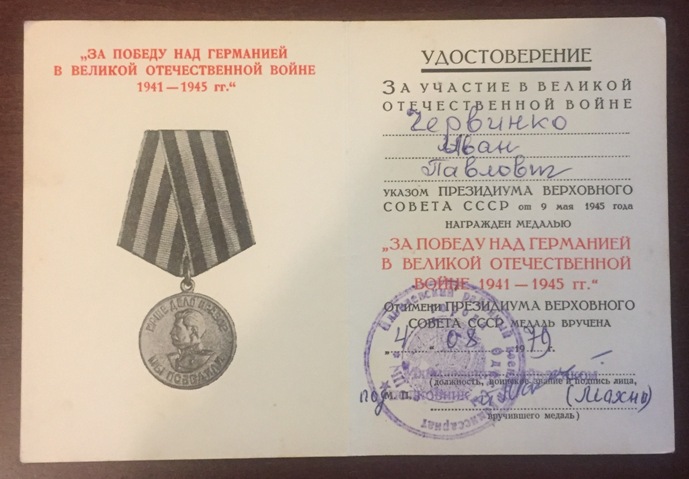 „ЗА ПОБЕДУ НАД ГЕРМАНИЕЙ
В ВЕЛИКОЙ ОТЕЧЕСТВЕННОЙ ВОЙНЕ
1941—1945 гг.“
НАШЕ ДЕЛО ПРАВОЕ
МЫ ПОБЕДИЛИ
УДОСТОВЕРЕНИЕ
ЗА УЧАСТИЕ В ВЕЛИКОЙ
ОТЕЧЕСТВЕННОЙ ВОЙНЕ
Червинко
Иван
Павлович
УКАЗОМ ПРЕЗИДИУМА ВЕРХОВНОГО
СОВЕТА СССР от 9 мая 1945 года
НАГРАЖДЕН МЕДАЛЬЮ
„ЗА ПОБЕДУ НАД ГЕРМАНИЕЙ
В ВЕЛИКОЙ ОТЕЧЕСТВЕННОЙ
ВОЙНЕ 1941—1945 гг.“
ОТ ИМЕНИ ПРЕЗИДИУМА ВЕРХОВНОГО
СОВЕТА СССР МЕДАЛЬ ВРУЧЕНА
„4“ 08 1979 г.
(должность, воинское звание и подпись лица,
М. П. (Махно)
вручившего медаль)